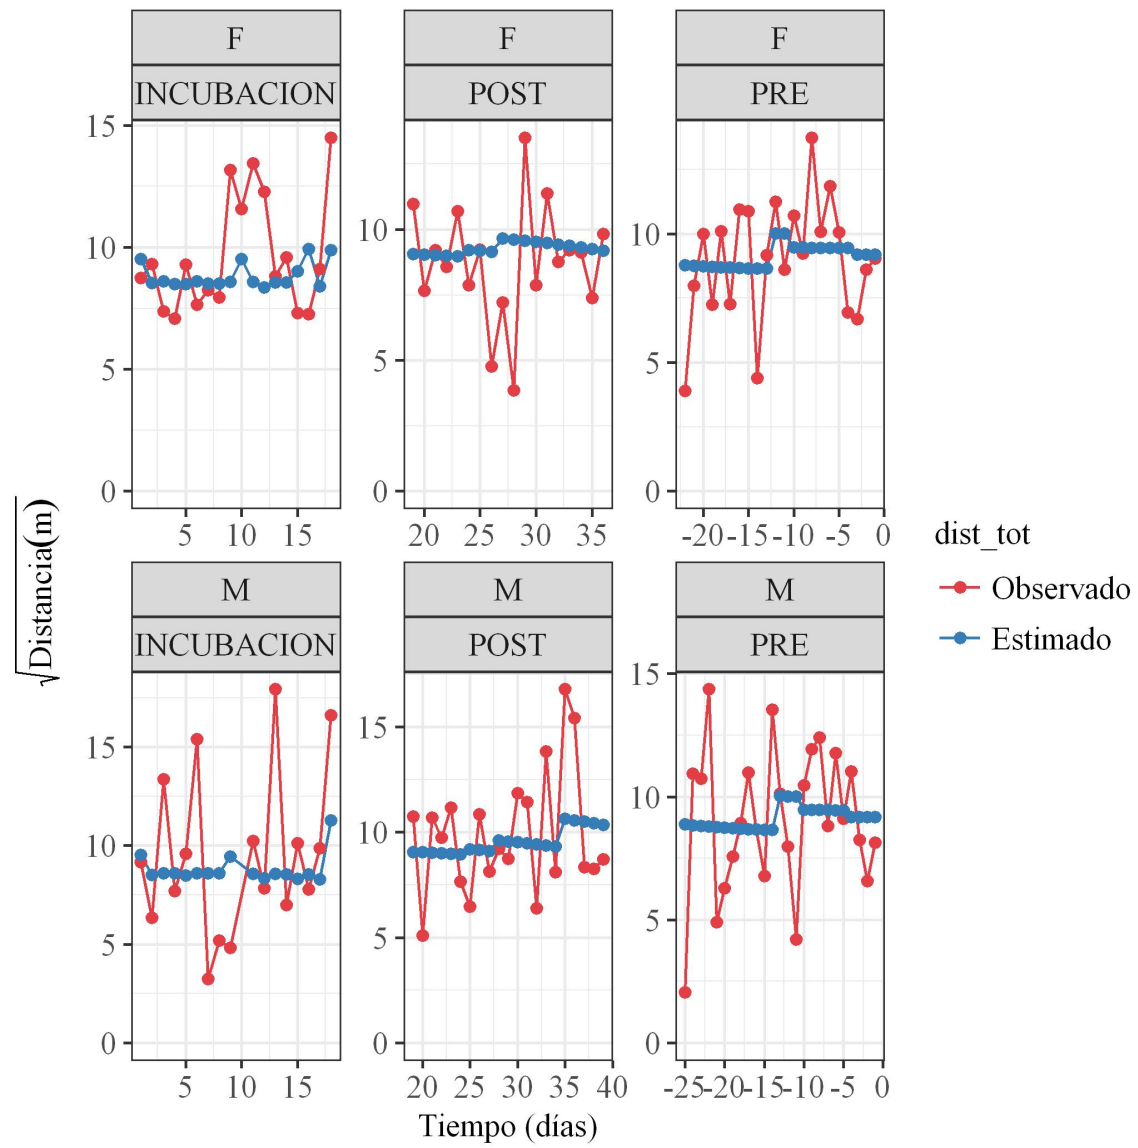 F F F
INCUBACION POST PRE
15
10
5
0
10
5
0
10
5
0
5 10 15
20 25 30 35
-20 -15 -10 -5 0
M M M
INCUBACION POST PRE
15
10
5
0
15
10
5
0
15
10
5
0
5 10 15
20 25 30 35 40
-25 -20 -15 -10 -5 0
Tiempo (días)
√Distancia(m)
dist_tot
Observado
Estimado